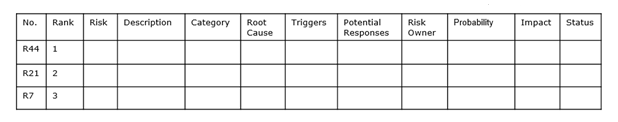 No. Rank Risk Description Category Root Cause Triggers Potential Responses Risk Owner Probability Impact Status
R44 1
R21 2
R7 3